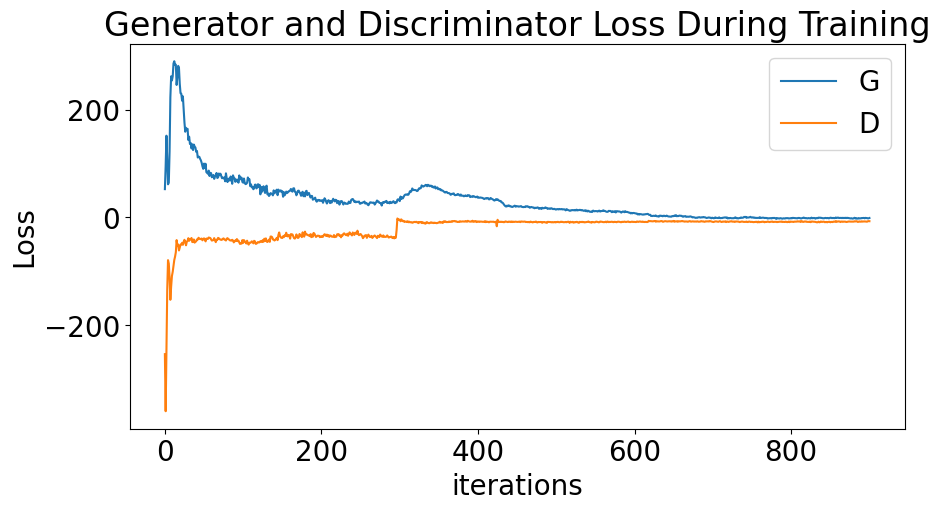 Generator and Discriminator Loss During Training
G
D
200
0
−200
Loss
0 200 400 600 800
iterations